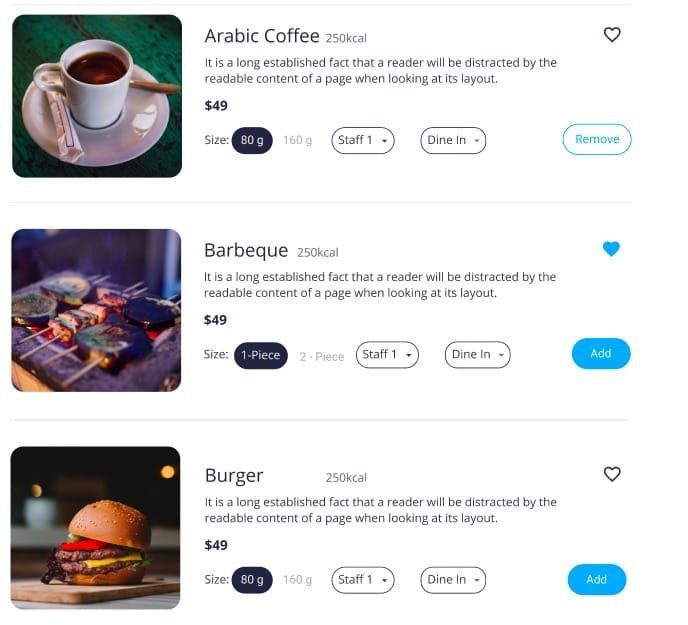 Arabic Coffee 250kcal
It is a long established fact that a reader will be distracted by the
readable content of a page when looking at its layout.
$49
Size: 80 g 160 g Staff 1 Dine In Remove
Barbeque 250kcal
It is a long established fact that a reader will be distracted by the
readable content of a page when looking at its layout.
$49
Size: 1-Piece 2 - Piece Staff 1 Dine In Add
Burger 250kcal
It is a long established fact that a reader will be distracted by the
readable content of a page when looking at its layout.
$49
Size: 80 g 160 g Staff 1 Dine In Add